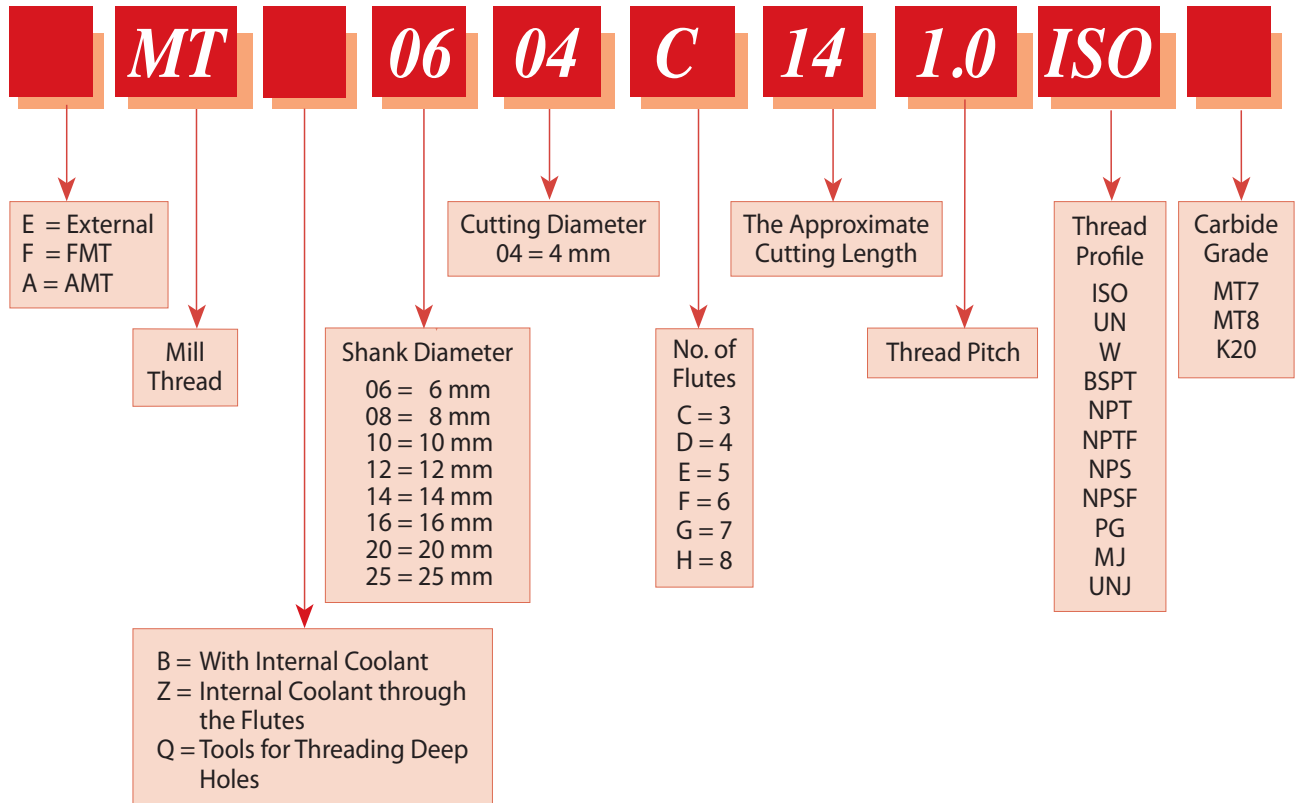 MT 06 04 C 14 1.0 ISO
E = External
F = FMT
A = AMT
Mill
Thread
B = With Internal Coolant
Z = Internal Coolant through
the Flutes
Q = Tools for Threading Deep
Holes
Shank Diameter
06 = 6 mm
08 = 8 mm
10 = 10 mm
12 = 12 mm
14 = 14 mm
16 = 16 mm
20 = 20 mm
25 = 25 mm
Cutting Diameter
04 = 4 mm
No. of
Flutes
C = 3
D = 4
E = 5
F = 6
G = 7
H = 8
The Approximate
Cutting Length
Thread Pitch
Thread
Profile
ISO
UN
W
BSPT
NPT
NPTF
NPS
NPSF
PG
MJ
UNJ
Carbide
Grade
MT7
MT8
K20